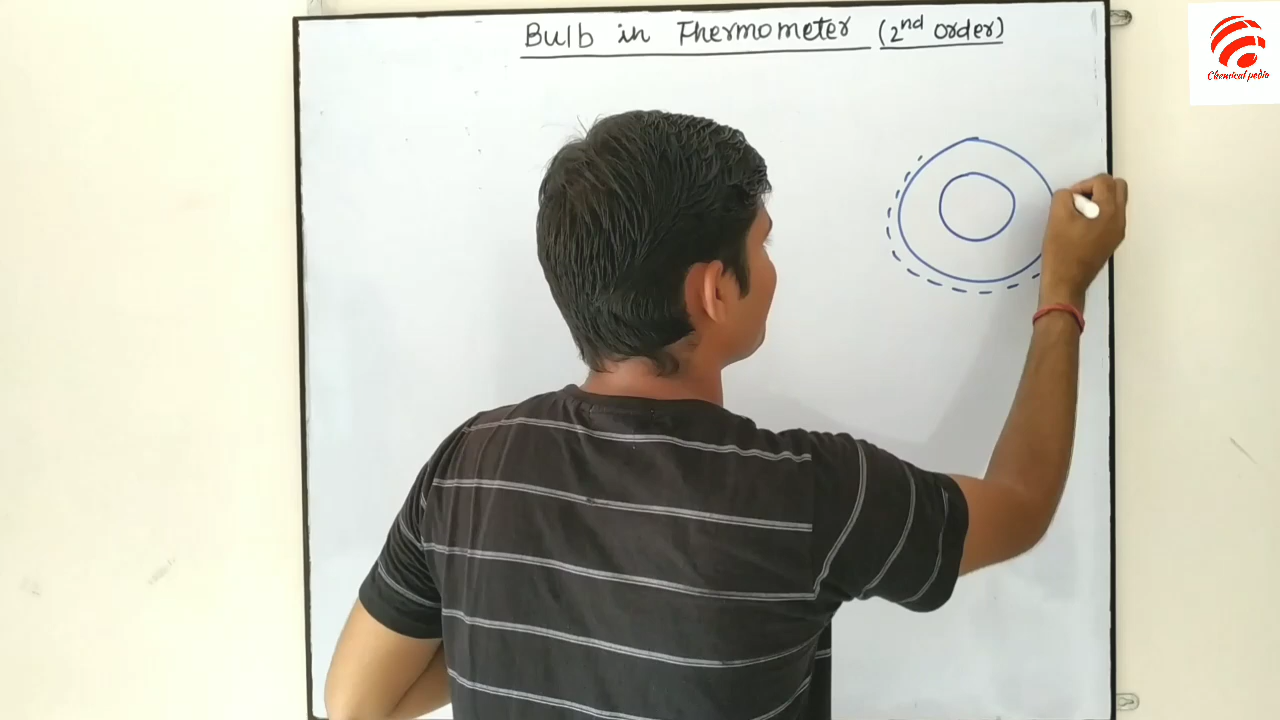 Bulb in Thermometer (2nd order)
Chemical pedia